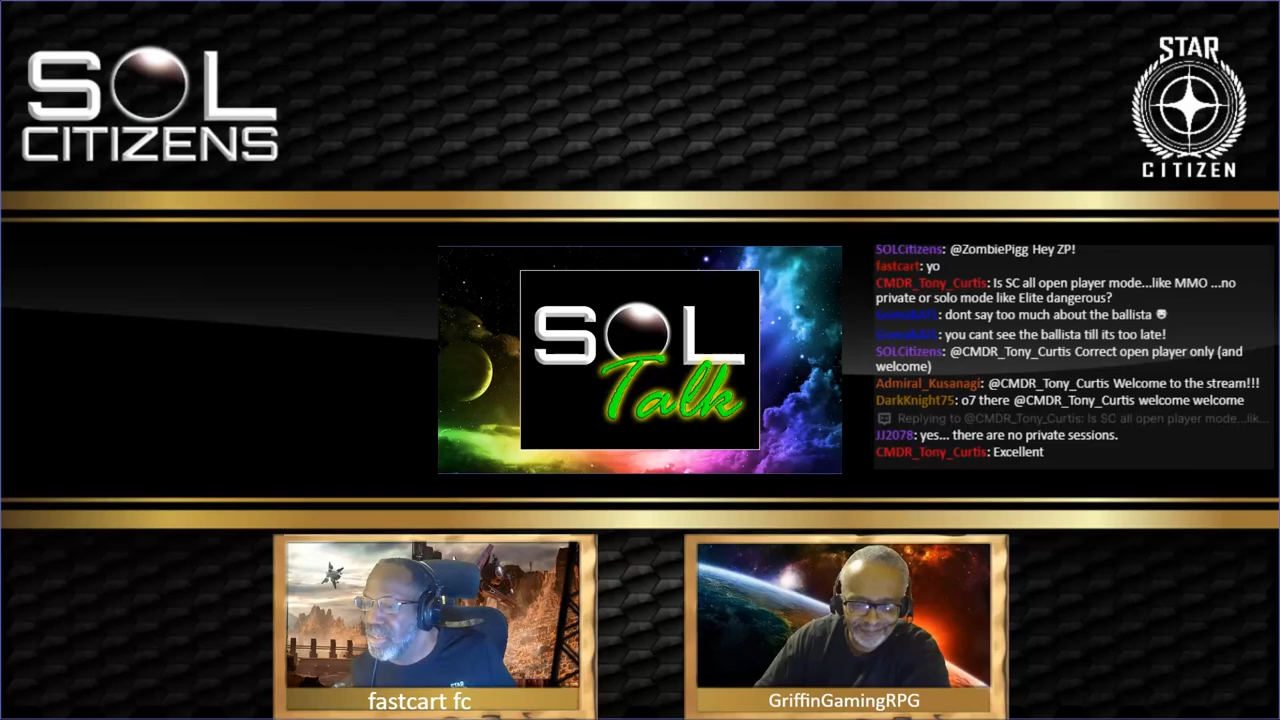 SOL
CITIZENS
STAR
CITIZEN
SOL
Talk
SOLCitizens: @ZombiePigg Hey ZP!
fastcart: yo
CMDR_Tony_Curtis: Is SC all open player mode...like MMO ...no
private or solo mode like Elite dangerous?
: dont say too much about the ballista
: you cant see the ballista till its too late!
SOLCitizens: @CMDR_Tony_Curtis Correct open player only (and
welcome)
Admiral_Kusanagi: @CMDR_Tony_Curtis Welcome to the stream!!!
DarkKnight75: o7 there @CMDR_Tony_Curtis welcome welcome
Replying to @CMDR_Tony_Curtis: Is SC all open player mode...lik...
JJ2078: yes... there are no private sessions.
CMDR_Tony_Curtis: Excellent
STAR
fastcart fc
GriffinGamingRPG